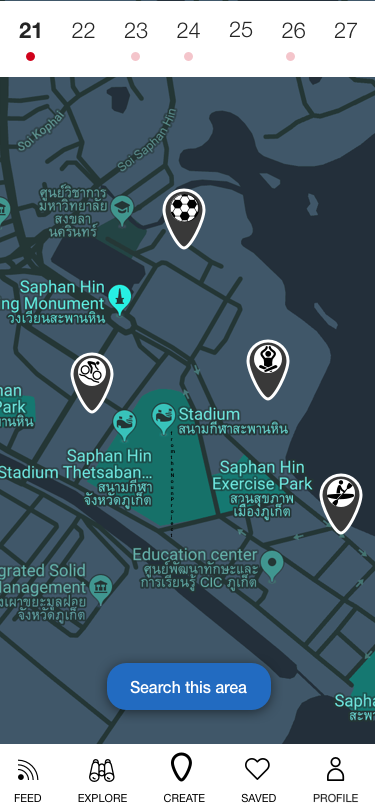 21 22 23 24 25 26 27
Soi Kophai
Soi Saphan Hin
ศูนย์วิชาการ
มหาวิทยาลัย
สงขลา
นครินทร์
Saphan Hin
ng Monument
วงเวียนสะพานหิน
han
Park
านหิน
Stadium
สนามกีฬาสะพานหิน
Saphan Hin
Stadium Thetsaban...
สนามกีฬา
จังหวัดภูเก็ต
Saphan Hin
Exercise Park
สวนสุขภาพ
เมืองภูเก็ต
Education center
ศูนย์พัฒนาทักษะและ
การเรียนรู้ CIC ภูเก็ต
grated Solid
Management
งเผาขยะมูลฝอย
จังหวัดภูเก็ต
Sapha
สะพ
Search this area
FEED EXPLORE CREATE SAVED PROFILE